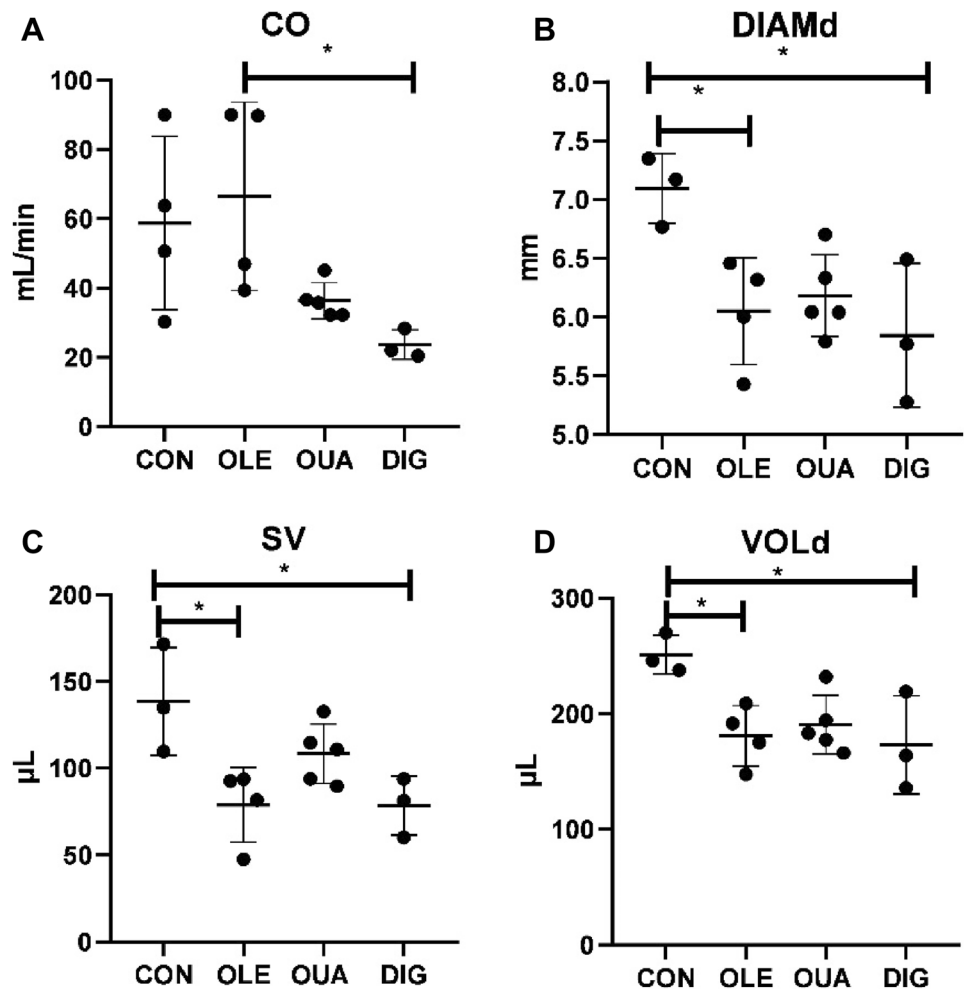 A
CO
*
100
80
60
40
20
0
mL/min
CON OLE OUA DIG
B
DIAMd
*
*
8.0
7.5
7.0
6.5
6.0
5.5
5.0
mm
CON OLE OUA DIG
C
SV
*
*
200
150
100
50
0
µL
CON OLE OUA DIG
D
VOLd
*
*
300
200
100
0
µL
CON OLE OUA DIG